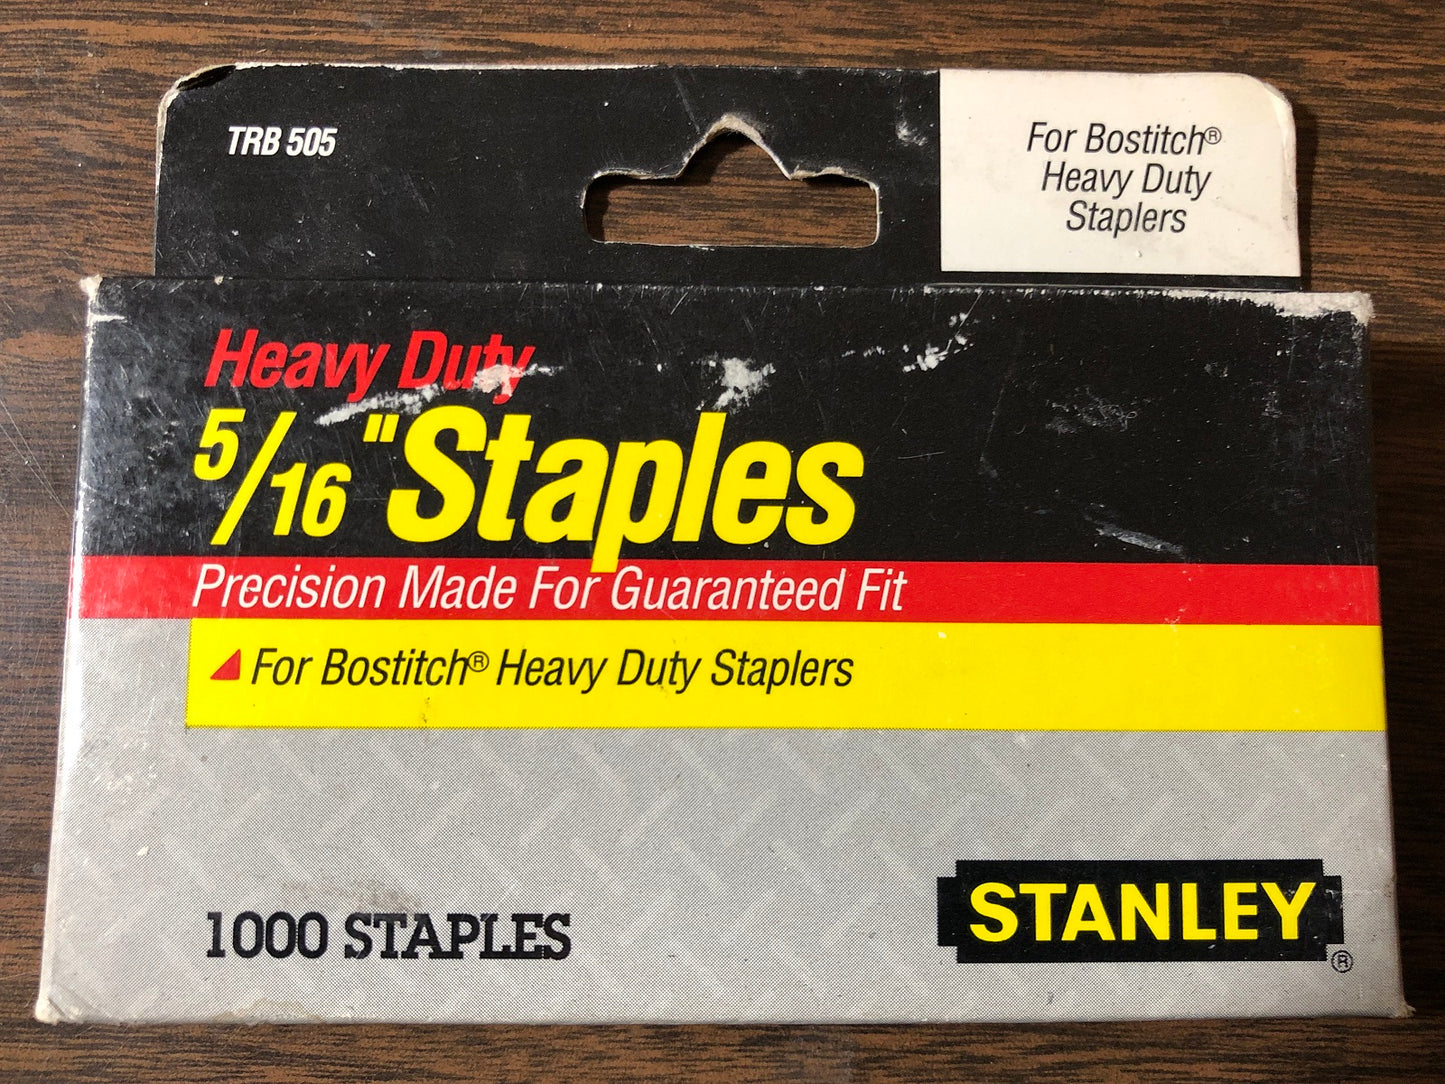 TRB 505
For Bostitch®
Heavy Duty
Staplers
Heavy Duty
5/16" Staples
Precision Made For Guaranteed Fit
For Bostitch® Heavy Duty Staplers
1000 STAPLES
STANLEY®